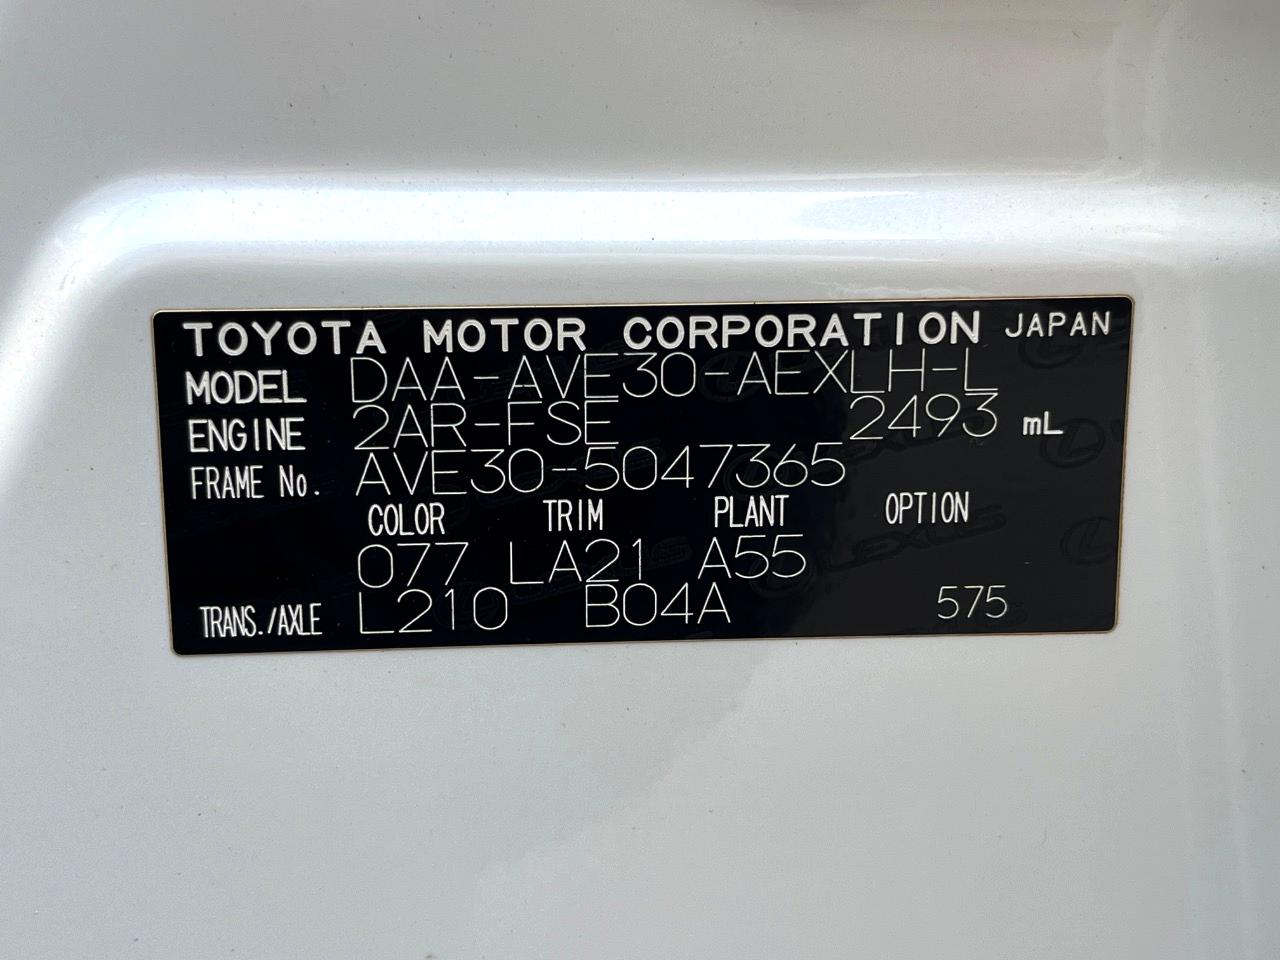 TOYOTA MOTOR CORPORATION JAPAN
MODEL DAA-AVE30-AEXLH-L
ENGINE 2AR-FSE 2493 mL
FRAME No. AVE30-5047365
COLOR TRIM PLANT OPTION
077 LA21 A55
TRANS./AXLE L210 B04A 575
LEXUS